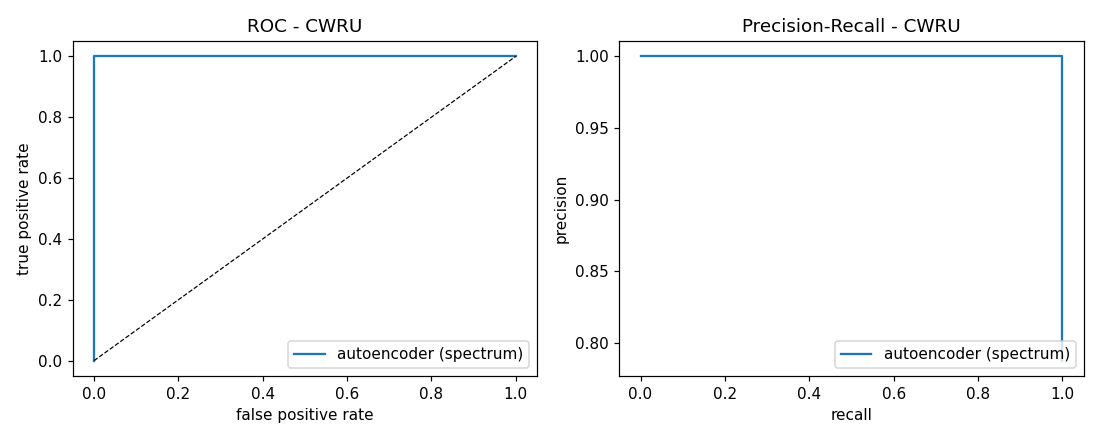 ROC - CWRU
1.0
0.8
0.6
0.4
0.2
0.0
true positive rate
autoencoder (spectrum)
0.0 0.2 0.4 0.6 0.8 1.0
false positive rate
Precision-Recall - CWRU
1.00
0.95
0.90
0.85
0.80
precision
autoencoder (spectrum)
0.0 0.2 0.4 0.6 0.8 1.0
recall